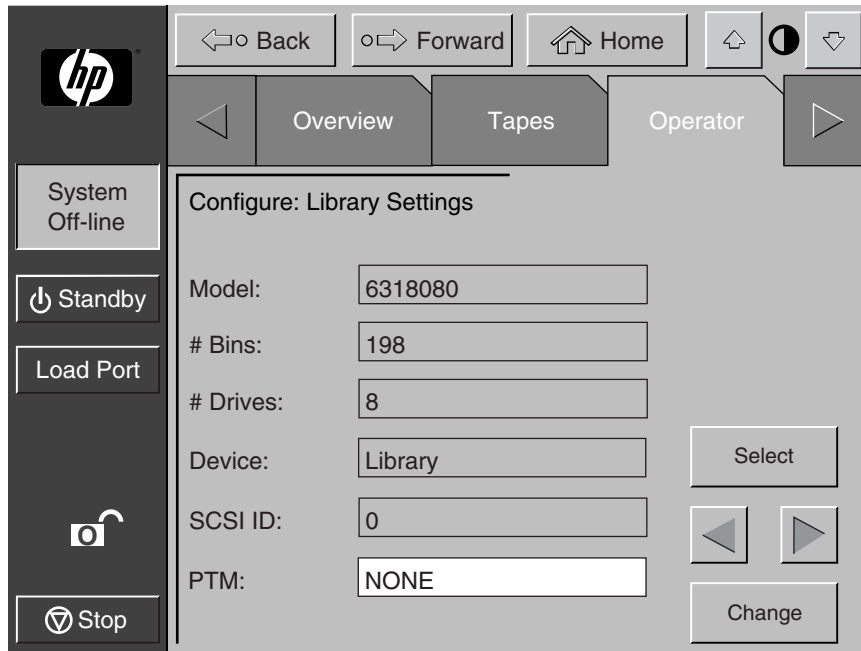 hp
Back
Forward
Home
Overview
Tapes
Operator
System
Off-line
Standby
Load Port
Stop
Configure: Library Settings
Model: 6318080
# Bins: 198
# Drives: 8
Device: Library
SCSI ID: 0
PTM: NONE
Select
Change